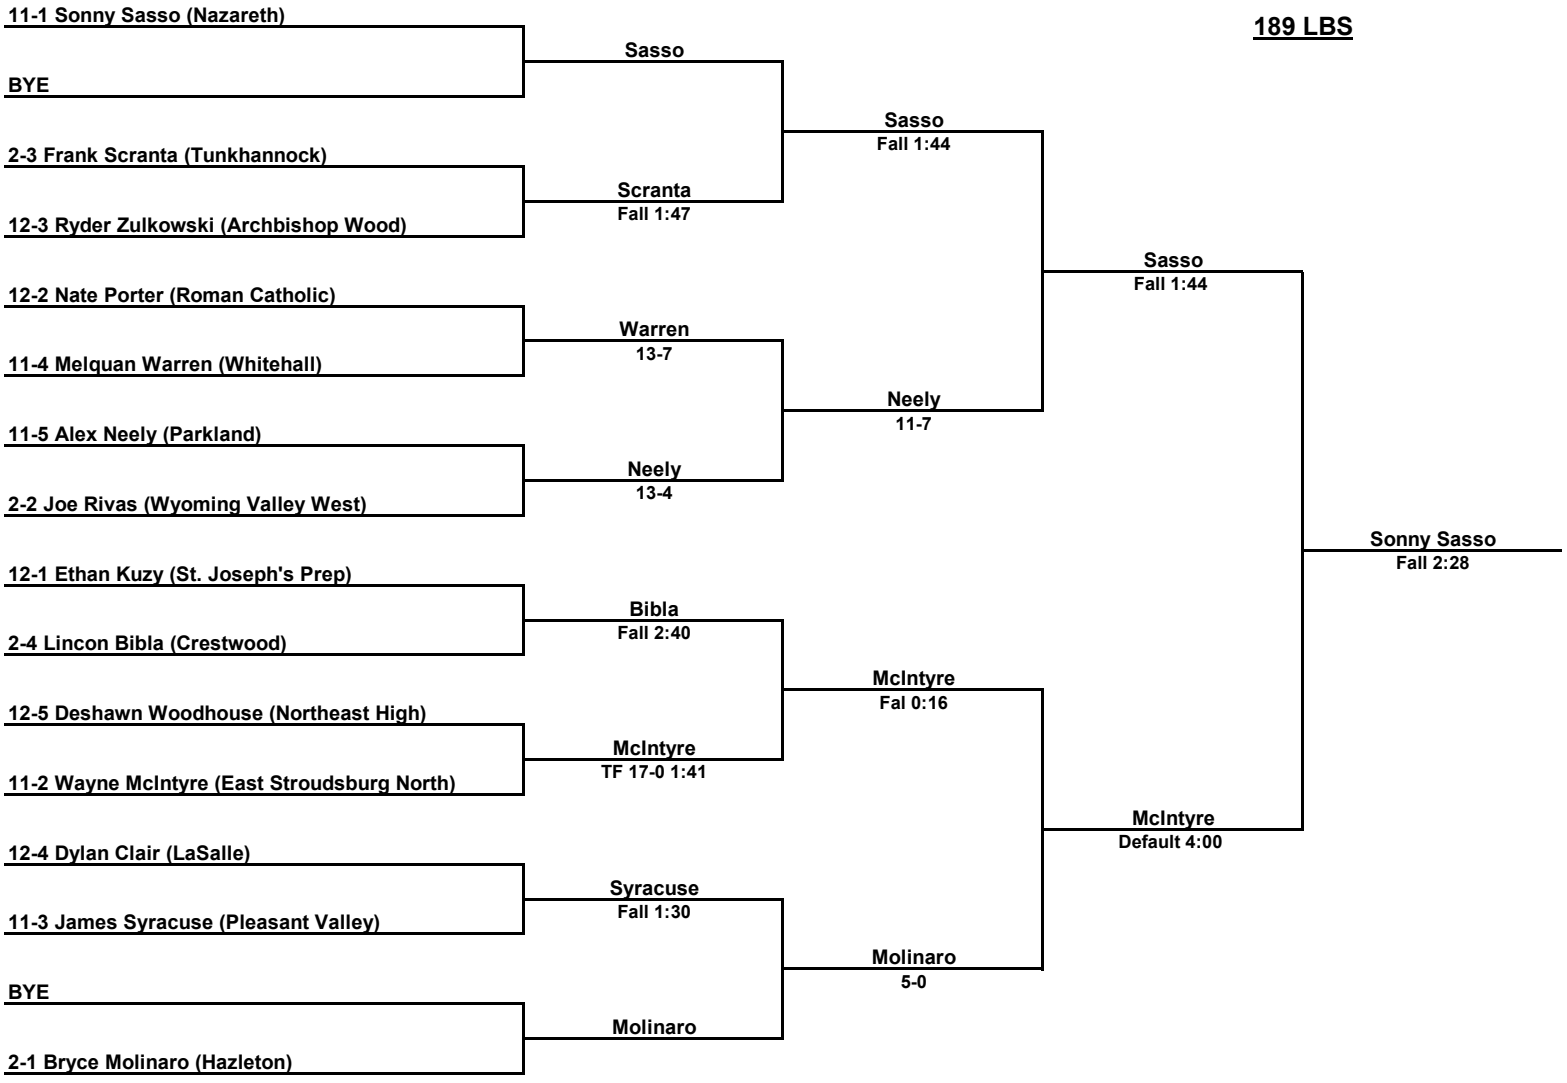 189 LBS
11-1 Sonny Sasso (Nazareth)
BYE
2-3 Frank Scranta (Tunkhannock)
12-3 Ryder Zulkowski (Archbishop Wood)
12-2 Nate Porter (Roman Catholic)
11-4 Melquan Warren (Whitehall)
11-5 Alex Neely (Parkland)
2-2 Joe Rivas (Wyoming Valley West)
12-1 Ethan Kuzy (St. Joseph's Prep)
2-4 Lincon Bibla (Crestwood)
12-5 Deshawn Woodhouse (Northeast High)
11-2 Wayne McIntyre (East Stroudsburg North)
12-4 Dylan Clair (LaSalle)
11-3 James Syracuse (Pleasant Valley)
BYE
2-1 Bryce Molinaro (Hazleton)
Sasso
Scranta
Fall 1:47
Warren
13-7
Neely
13-4
Bibla
Fall 2:40
McIntyre
TF 17-0 1:41
Syracuse
Fall 1:30
Molinaro
Sasso
Fall 1:44
Neely
11-7
McIntyre
Fal 0:16
Molinaro
5-0
Sasso
Fall 1:44
McIntyre
Default 4:00
Sonny Sasso
Fall 2:28